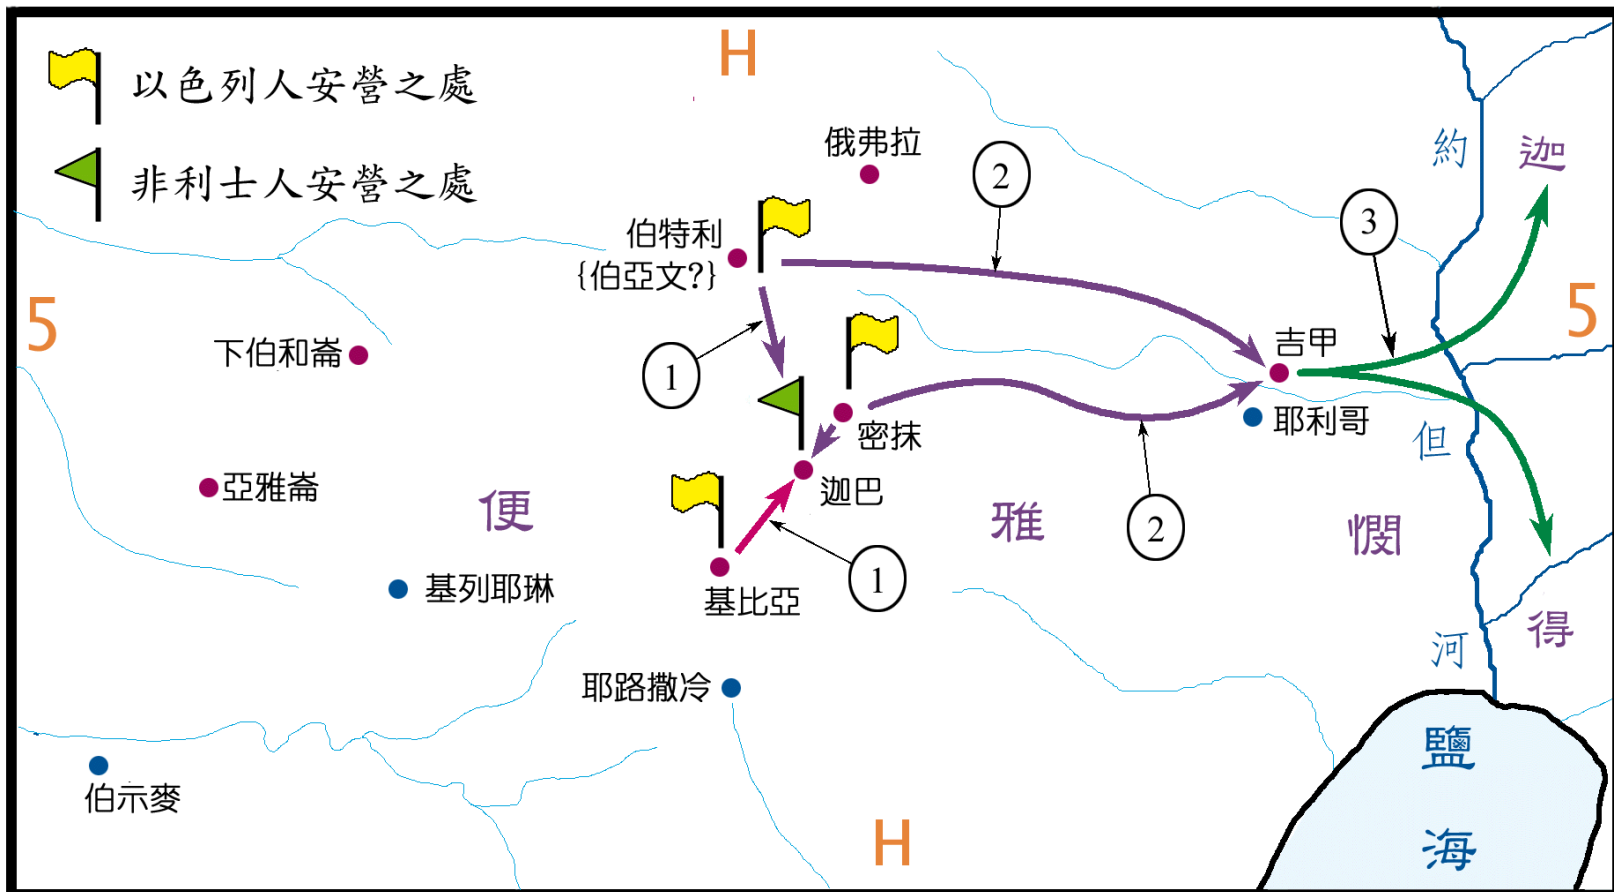 H
以色列人安營之處
非利士人安營之處
俄弗拉
2
約
迦
3
伯特利
{伯亞文?}
5
5
下伯和崙
1
吉甲
密抹
耶利哥
但
亞雅崙
便
迦巴
雅
2
憫
基列耶琳
基比亞
1
得
河
耶路撒冷
鹽
海
伯示麥
H